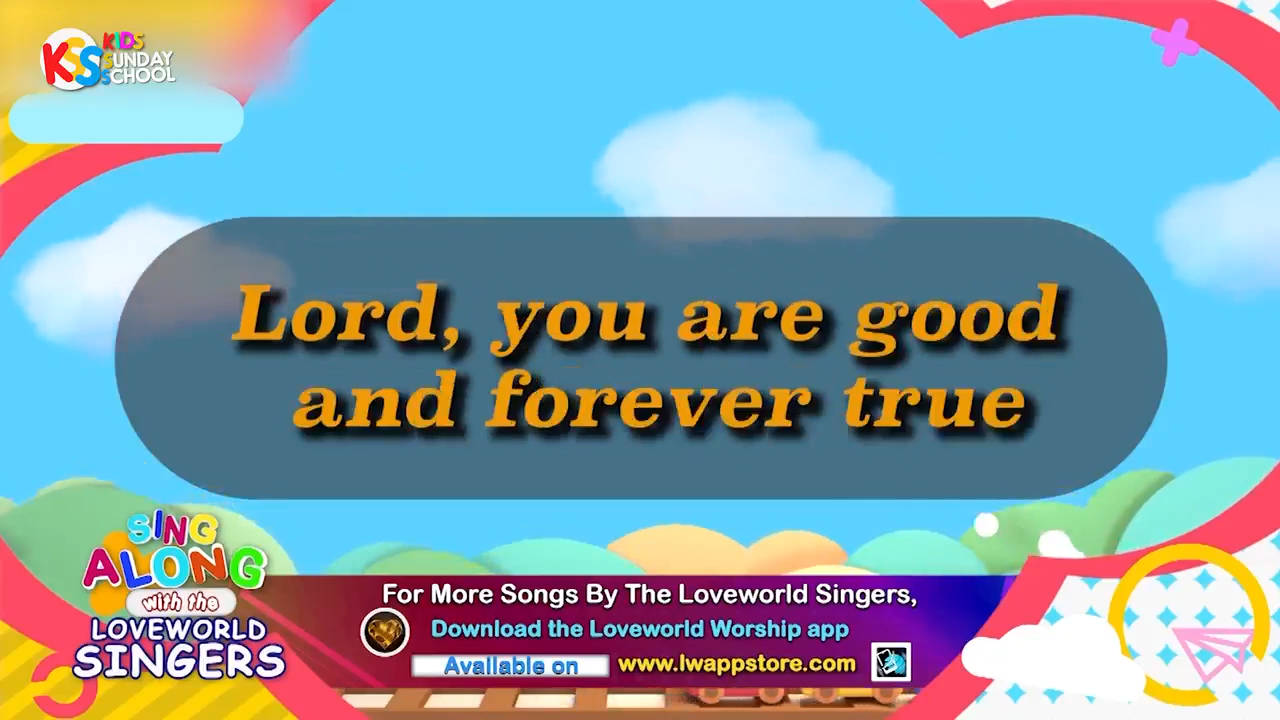 KSS KIDS
SUNDAY
SCHOOL
Lord, you are good
and forever true
SING
ALONG
with the
LOVEWORLD
SINGERS
For More Songs By The Loveworld Singers,
Download the Loveworld Worship app
Available on www.lwappstore.com